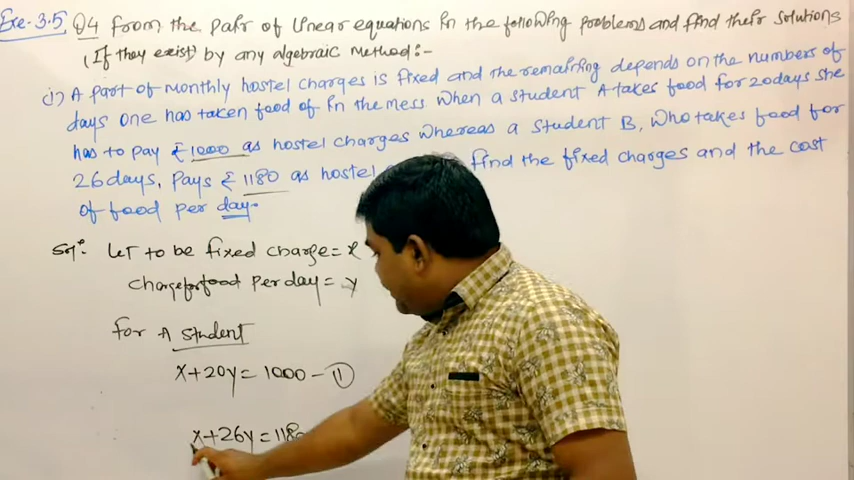 Exe-3.5, Q4 from the pair of linear equations in the following problems and find their solutions
(If they exist) by any algebraic method:-
(i) A part of monthly hostel charges is fixed and the remaining depends on the numbers of
days one has taken food of in the mess when a student A takes food for 20days she
has to pay ₹ 1000 as hostel charges whereas a student B, who takes food for
26days, pays ₹ 1180 as hostel find the fixed charges and the cost
of food per day.
Solⁿ: Let to be fixed charge = x
charge for food per day = y
for A student
x+20y = 1000 - (1)
x+26y = 118